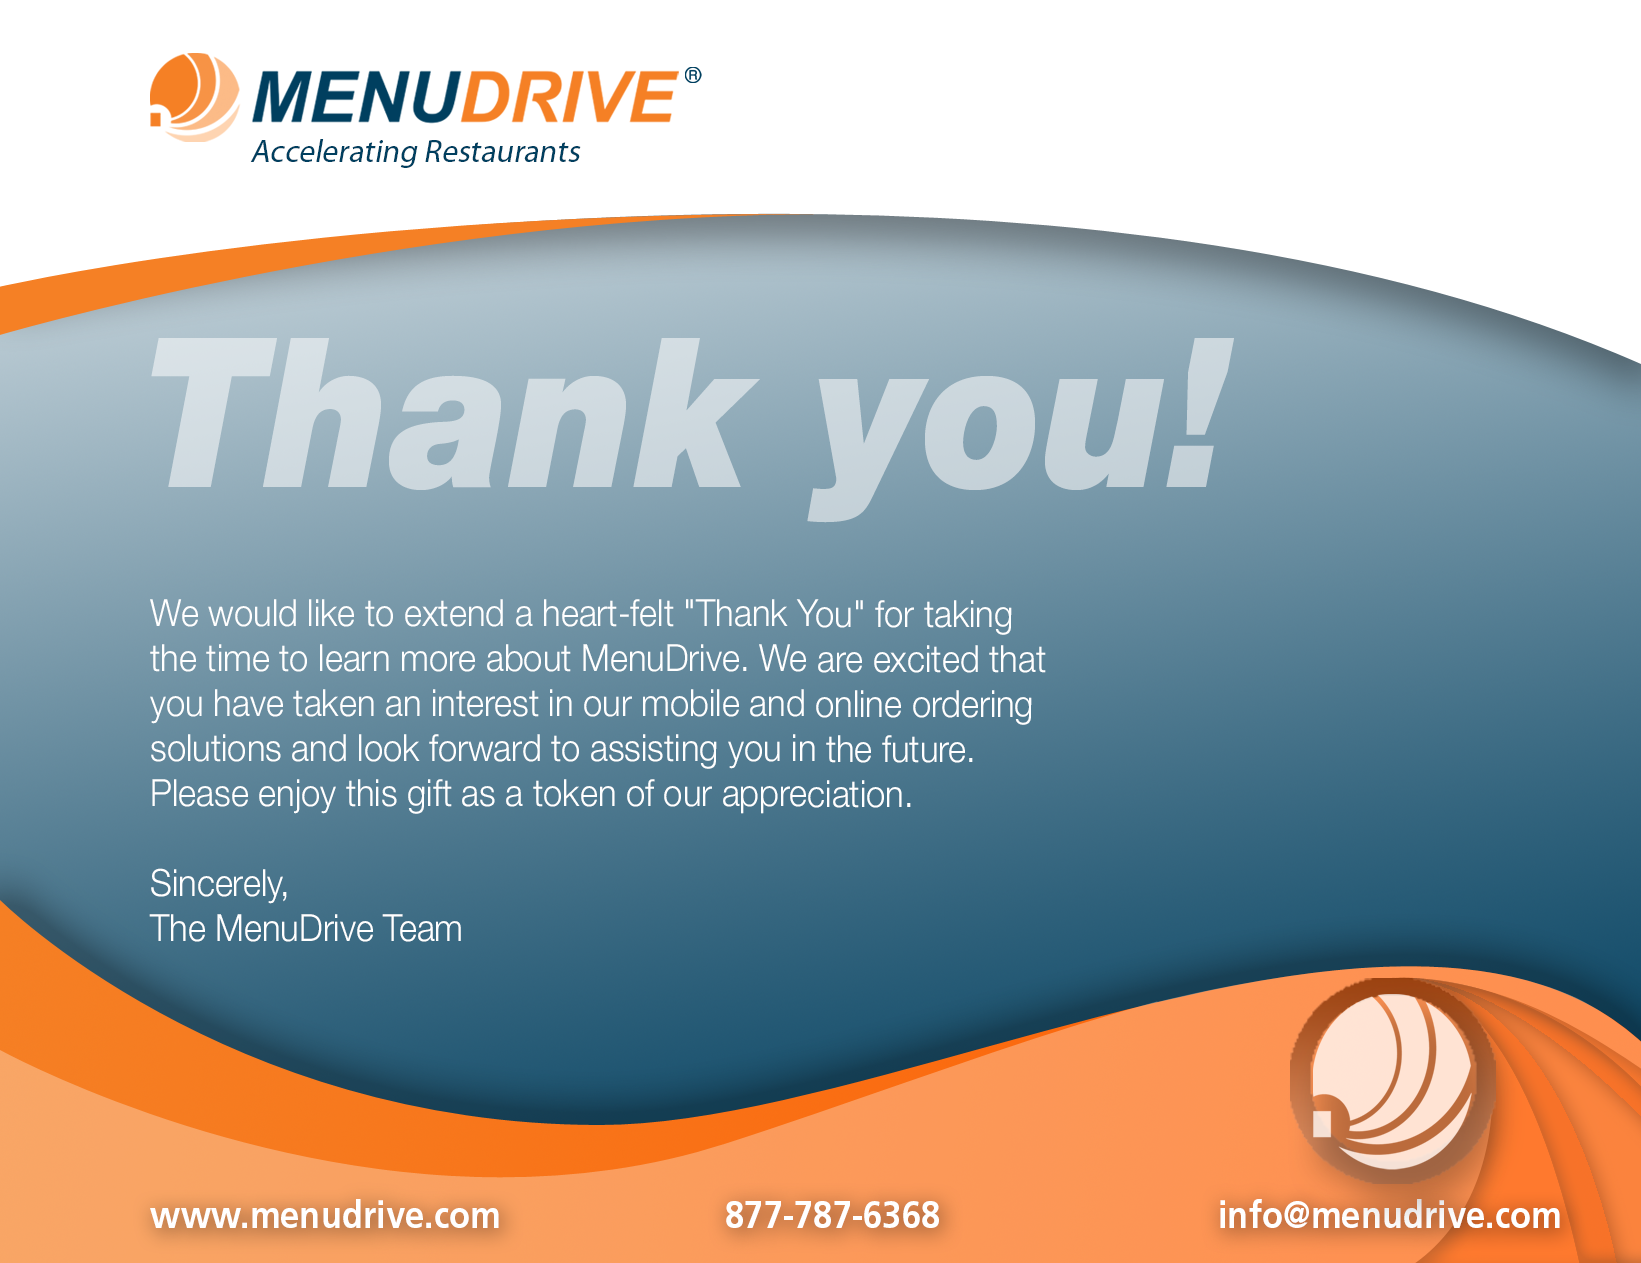 MENUDRIVE®
Accelerating Restaurants
Thank you!
We would like to extend a heart-felt "Thank You" for taking
the time to learn more about MenuDrive. We are excited that
you have taken an interest in our mobile and online ordering
solutions and look forward to assisting you in the future.
Please enjoy this gift as a token of our appreciation.
Sincerely,
The MenuDrive Team
www.menudrive.com
877-787-6368
info@menudrive.com